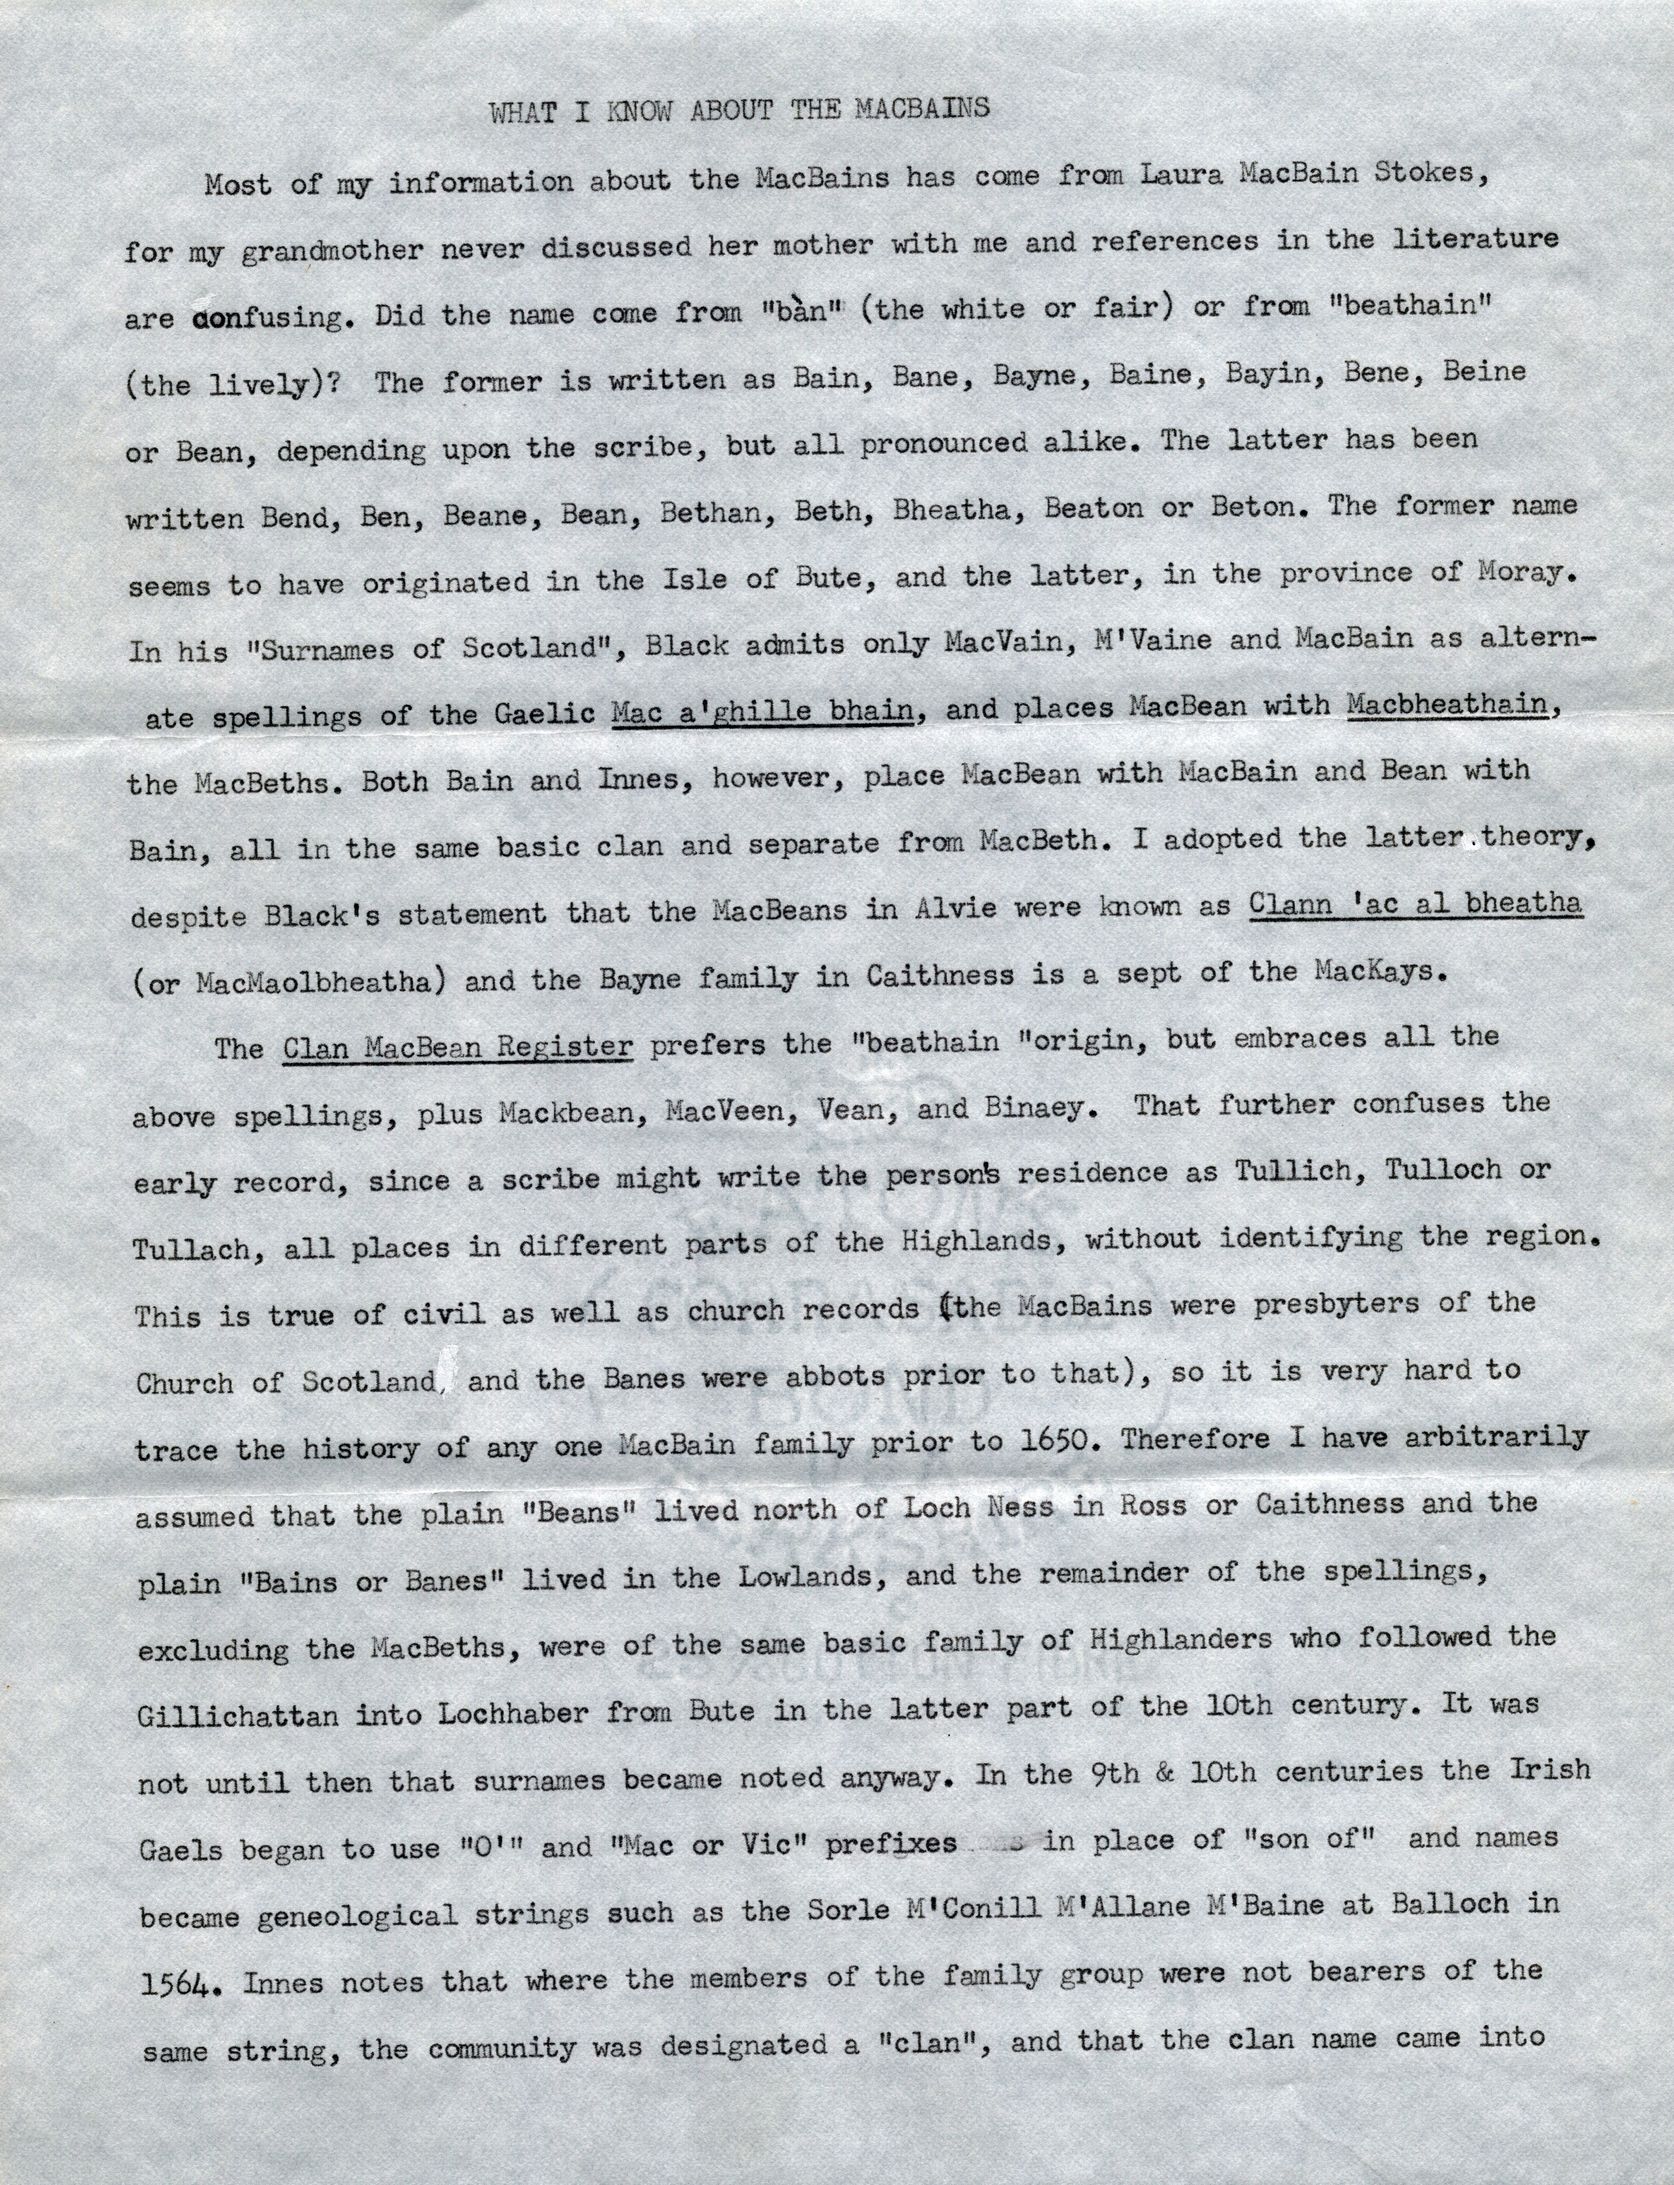 WHAT I KNOW ABOUT THE MACBAINS
Most of my information about the MacBains has come from Laura MacBain Stokes,
for my grandmother never discussed her mother with me and references in the literature
are confusing. Did the name come from "bàn" (the white or fair) or from "beathain"
(the lively)? The former is written as Bain, Bane, Bayne, Baine, Bayin, Bene, Beine
or Bean, depending upon the scribe, but all pronounced alike. The latter has been
written Bend, Ben, Beane, Bean, Bethan, Beth, Bheatha, Beaton or Beton. The former name
seems to have originated in the Isle of Bute, and the latter, in the province of Moray.
In his "Surnames of Scotland", Black admits only MacVain, M'Vaine and MacBain as altern-
ate spellings of the Gaelic Mac a'ghille bhain, and places MacBean with Macbheathain,
the MacBeths. Both Bain and Innes, however, place MacBean with MacBain and Bean with
Bain, all in the same basic clan and separate from MacBeth. I adopted the latter theory,
despite Black's statement that the MacBeans in Alvie were known as Clann 'ac al bheatha
(or MacMaolbheatha) and the Bayne family in Caithness is a sept of the MacKays.
The Clan MacBean Register prefers the "beathain "origin, but embraces all the
above spellings, plus Mackbean, MacVeen, Vean, and Binaey. That further confuses the
early record, since a scribe might write the person's residence as Tullich, Tulloch or
Tullach, all places in different parts of the Highlands, without identifying the region.
This is true of civil as well as church records (the MacBains were presbyters of the
Church of Scotland, and the Banes were abbots prior to that), so it is very hard to
trace the history of any one MacBain family prior to 1650. Therefore I have arbitrarily
assumed that the plain "Beans" lived north of Loch Ness in Ross or Caithness and the
plain "Bains or Banes" lived in the Lowlands, and the remainder of the spellings,
excluding the MacBeths, were of the same basic family of Highlanders who followed the
Gillichattan into Lochhaber from Bute in the latter part of the 10th century. It was
not until then that surnames became noted anyway. In the 9th & 10th centuries the Irish
Gaels began to use "O'" and "Mac or Vic" prefixes in place of "son of" and names
became geneological strings such as the Sorle M'Conill M'Allane M'Baine at Balloch in
1564. Innes notes that where the members of the family group were not bearers of the
same string, the community was designated a "clan", and that the clan name came into